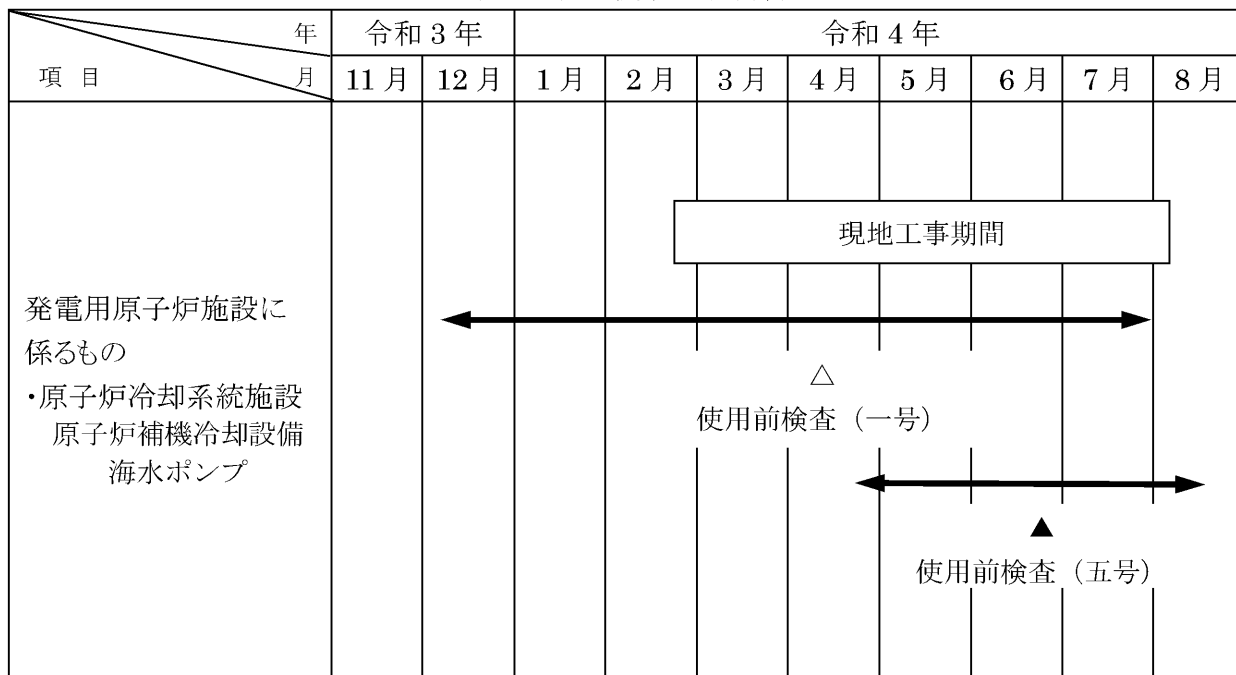 年 令和 3 年 令和 4 年
項 目 月 11 月 12 月 1 月 2 月 3 月 4 月 5 月 6 月 7 月 8 月
現地工事期間
発電用原子炉施設に
係るもの
・原子炉冷却系統施設
原子炉補機冷却設備
海水ポンプ
△
使用前検査（一号）
▲
使用前検査（五号）